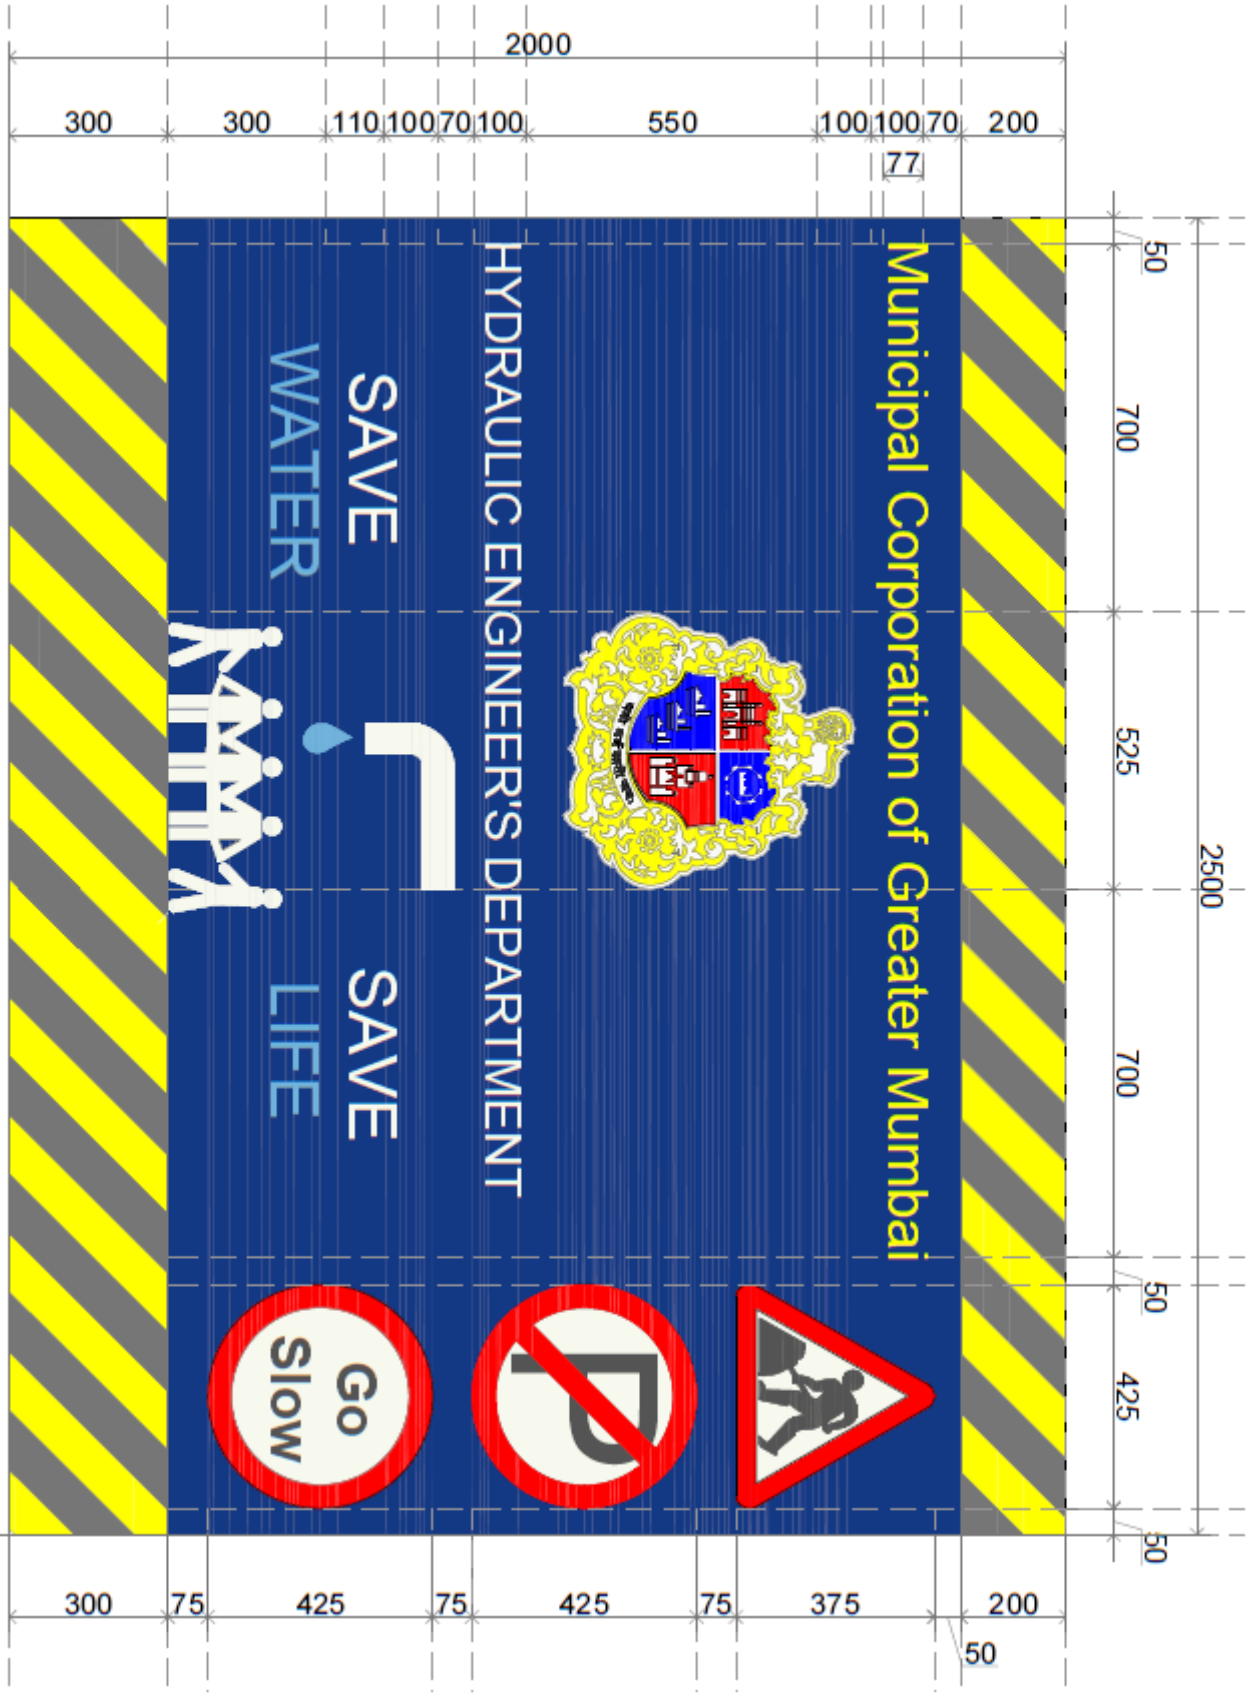 2000
300 300 110 100 70 100 550 100 100 70 200
77
Municipal Corporation of Greater Mumbai
HYDRAULIC ENGINEER'S DEPARTMENT
SAVE
WATER
SAVE
LIFE
P
Go
Slow
50
700
525
700
50
425
50
2500
300 75 425 75 425 75 375 200
50